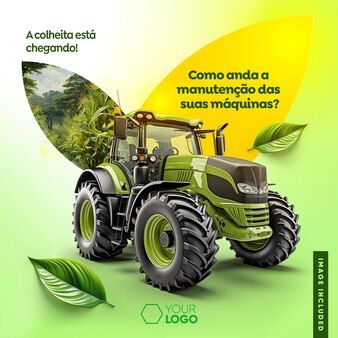 A colheita está
chegando!
Como anda a
manutenção das
suas máquinas?
YOUR
LOGO
IMAGE INCLUDED